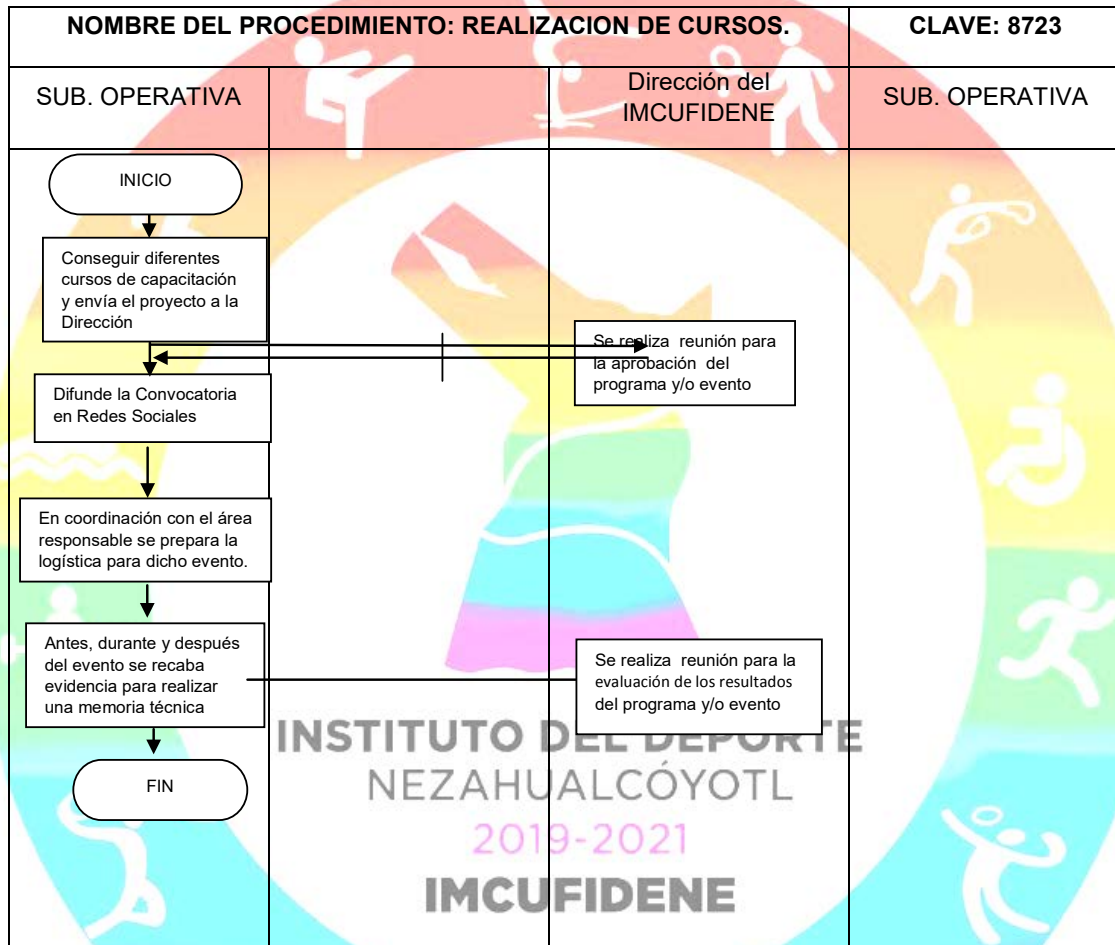 NOMBRE DEL PROCEDIMIENTO: REALIZACION DE CURSOS.
CLAVE: 8723
SUB. OPERATIVA
Dirección del
IMCUFIDENE
SUB. OPERATIVA
INICIO
Conseguir diferentes
cursos de capacitación
y envía el proyecto a la
Dirección
Se realiza reunión para
la aprobación del
programa y/o evento
Difunde la Convocatoria
en Redes Sociales
En coordinación con el área
responsable se prepara la
logística para dicho evento.
Antes, durante y después
del evento se recaba
evidencia para realizar
una memoria técnica
Se realiza reunión para la
evaluación de los resultados
del programa y/o evento
FIN
INSTITUTO DEL DEPORTE
NEZAHUALCÓYOTL
2019-2021
IMCUFIDENE